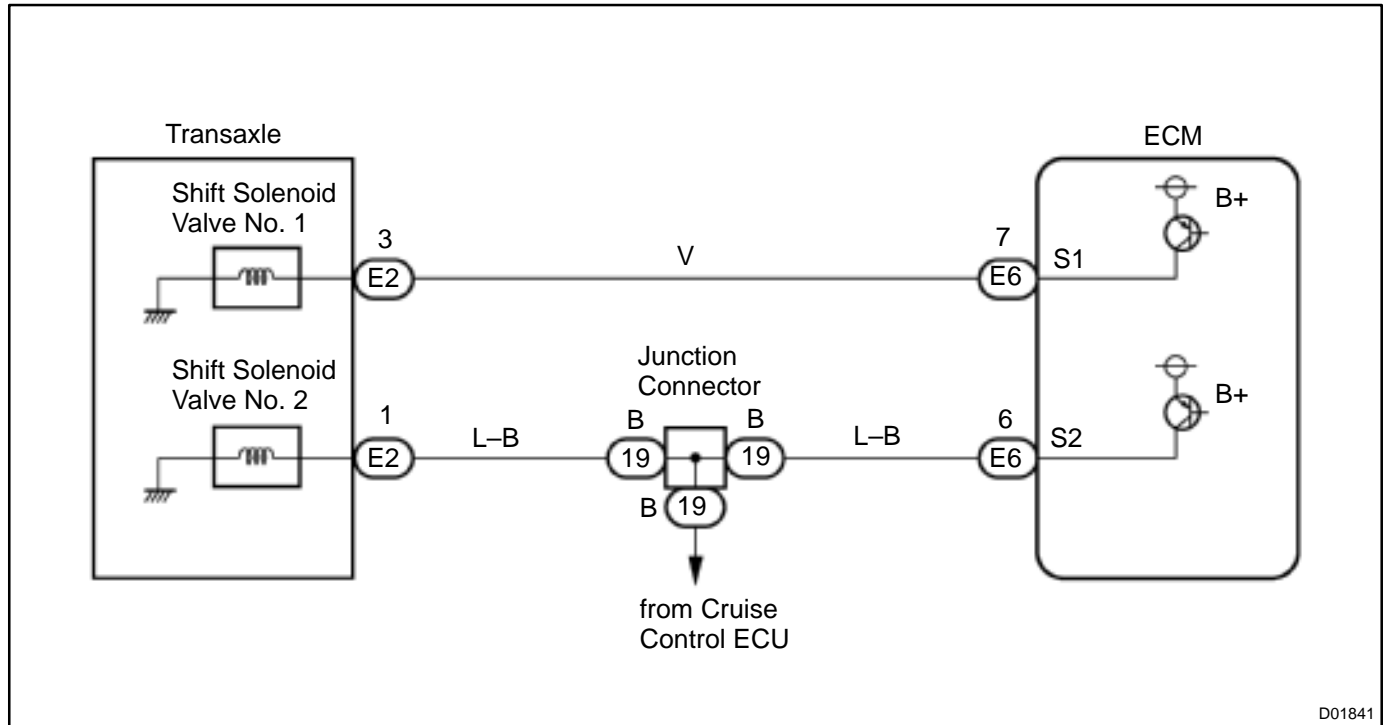 Transaxle
ECM
Shift Solenoid
Valve No. 1
B+
3
V
7
E2
E6
S1
Shift Solenoid
Valve No. 2
Junction
Connector
B+
1
L–B
B
B
L–B
6
E2
19
19
E6
S2
B
19
from Cruise
Control ECU
D01841